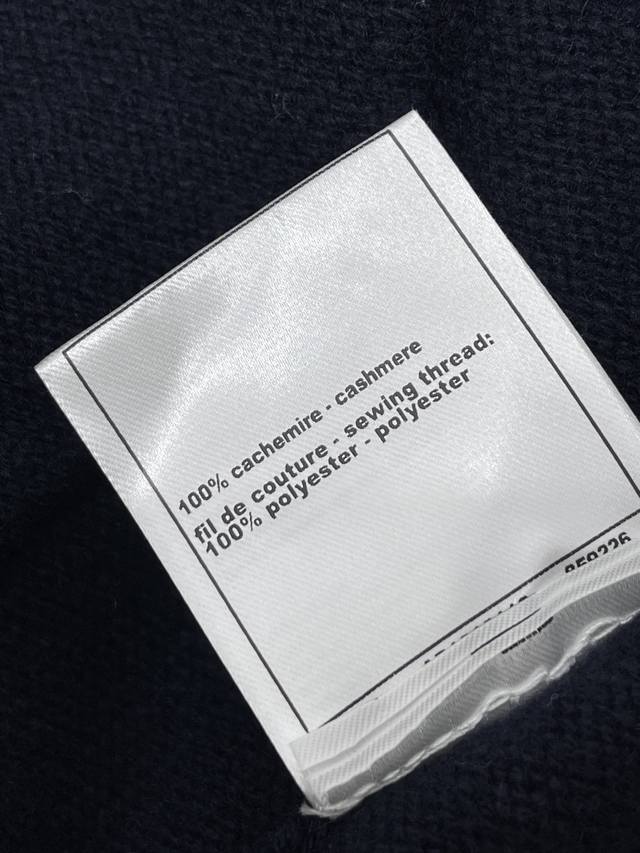 100% cachemire - cashmere
fil de couture - sewing thread:
100% polyester - polyester